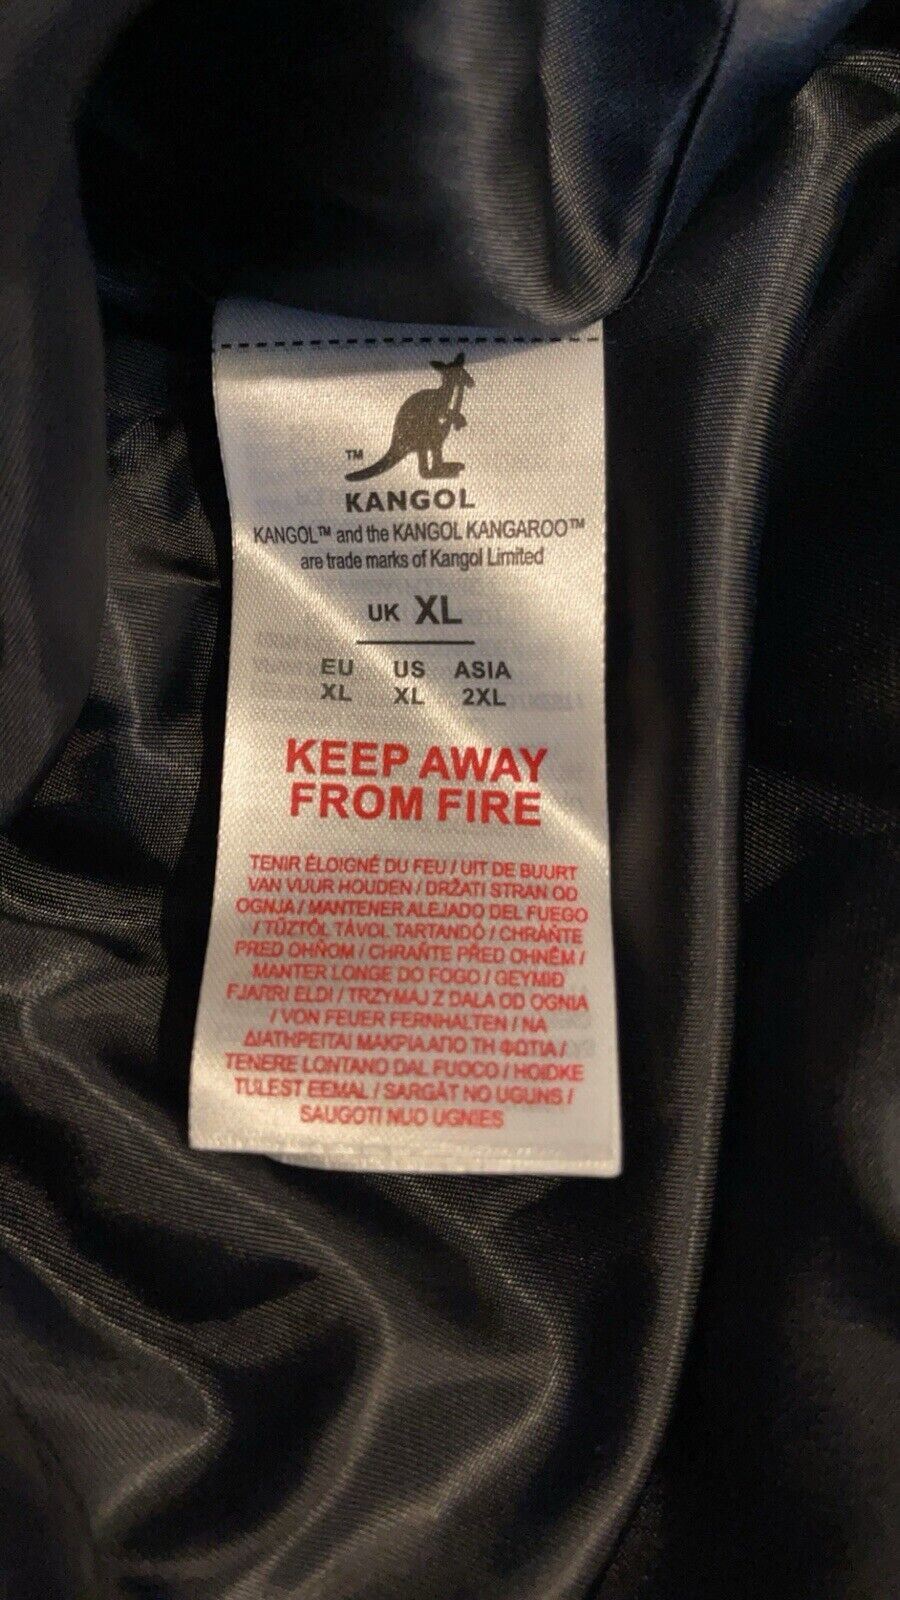 ™
KANGOL
KANGOL™ and the KANGOL KANGAROO™
are trade marks of Kangol Limited
UK XL
EU US ASIA
XL XL 2XL
KEEP AWAY
FROM FIRE
TENIR ÉLOIGNÉ DU FEU / UIT DE BUURT
VAN VUUR HOUDEN / DRŽATI STRAN OD
OGNJA / MANTENER ALEJADO DEL FUEGO
/ TŰZTŐL TÁVOL TARTANDÓ / CHRÁŇTE
PRED OHŇOM / CHRAŇTE PŘED OHNĚM /
MANTER LONGE DO FOGO / GEYMIÐ
FJARRI ELDI / TRZYMAJ Z DALA OD OGNIA
/ VON FEUER FERNHALTEN / NA
ΔΙΑΤΗΡΕΙΤΑΙ ΜΑΚΡΙΑ ΑΠΟ ΤΗ ΦΩΤΙΑ /
TENERE LONTANO DAL FUOCO / HOIDKE
TULEST EEMAL / SARGĀT NO UGUNS /
SAUGOTI NUO UGNIES